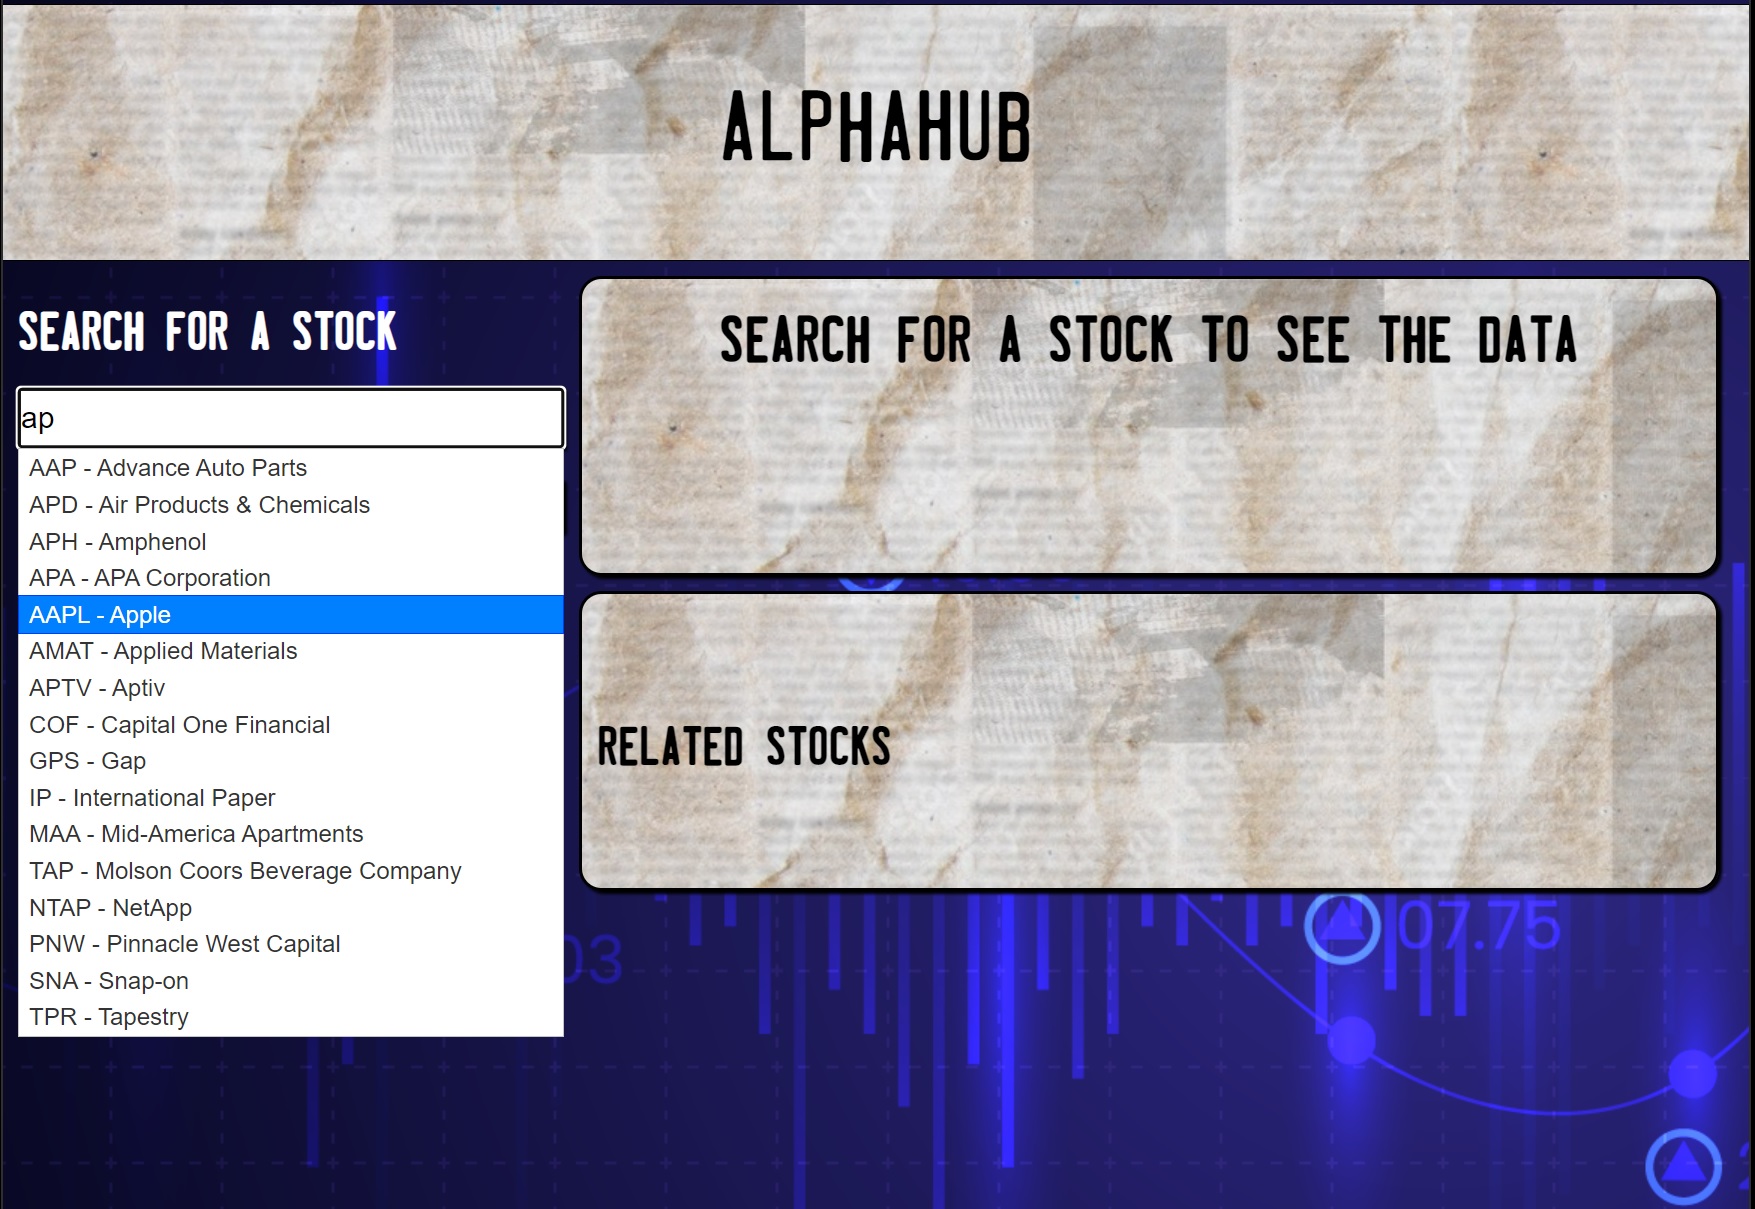 ALPHAHUB
SEARCH FOR A STOCK
ap
AAP - Advance Auto Parts
APD - Air Products & Chemicals
APH - Amphenol
APA - APA Corporation
AAPL - Apple
AMAT - Applied Materials
APTV - Aptiv
COF - Capital One Financial
GPS - Gap
IP - International Paper
MAA - Mid-America Apartments
TAP - Molson Coors Beverage Company
NTAP - NetApp
PNW - Pinnacle West Capital
SNA - Snap-on
TPR - Tapestry
SEARCH FOR A STOCK TO SEE THE DATA
RELATED STOCKS
03
07.75